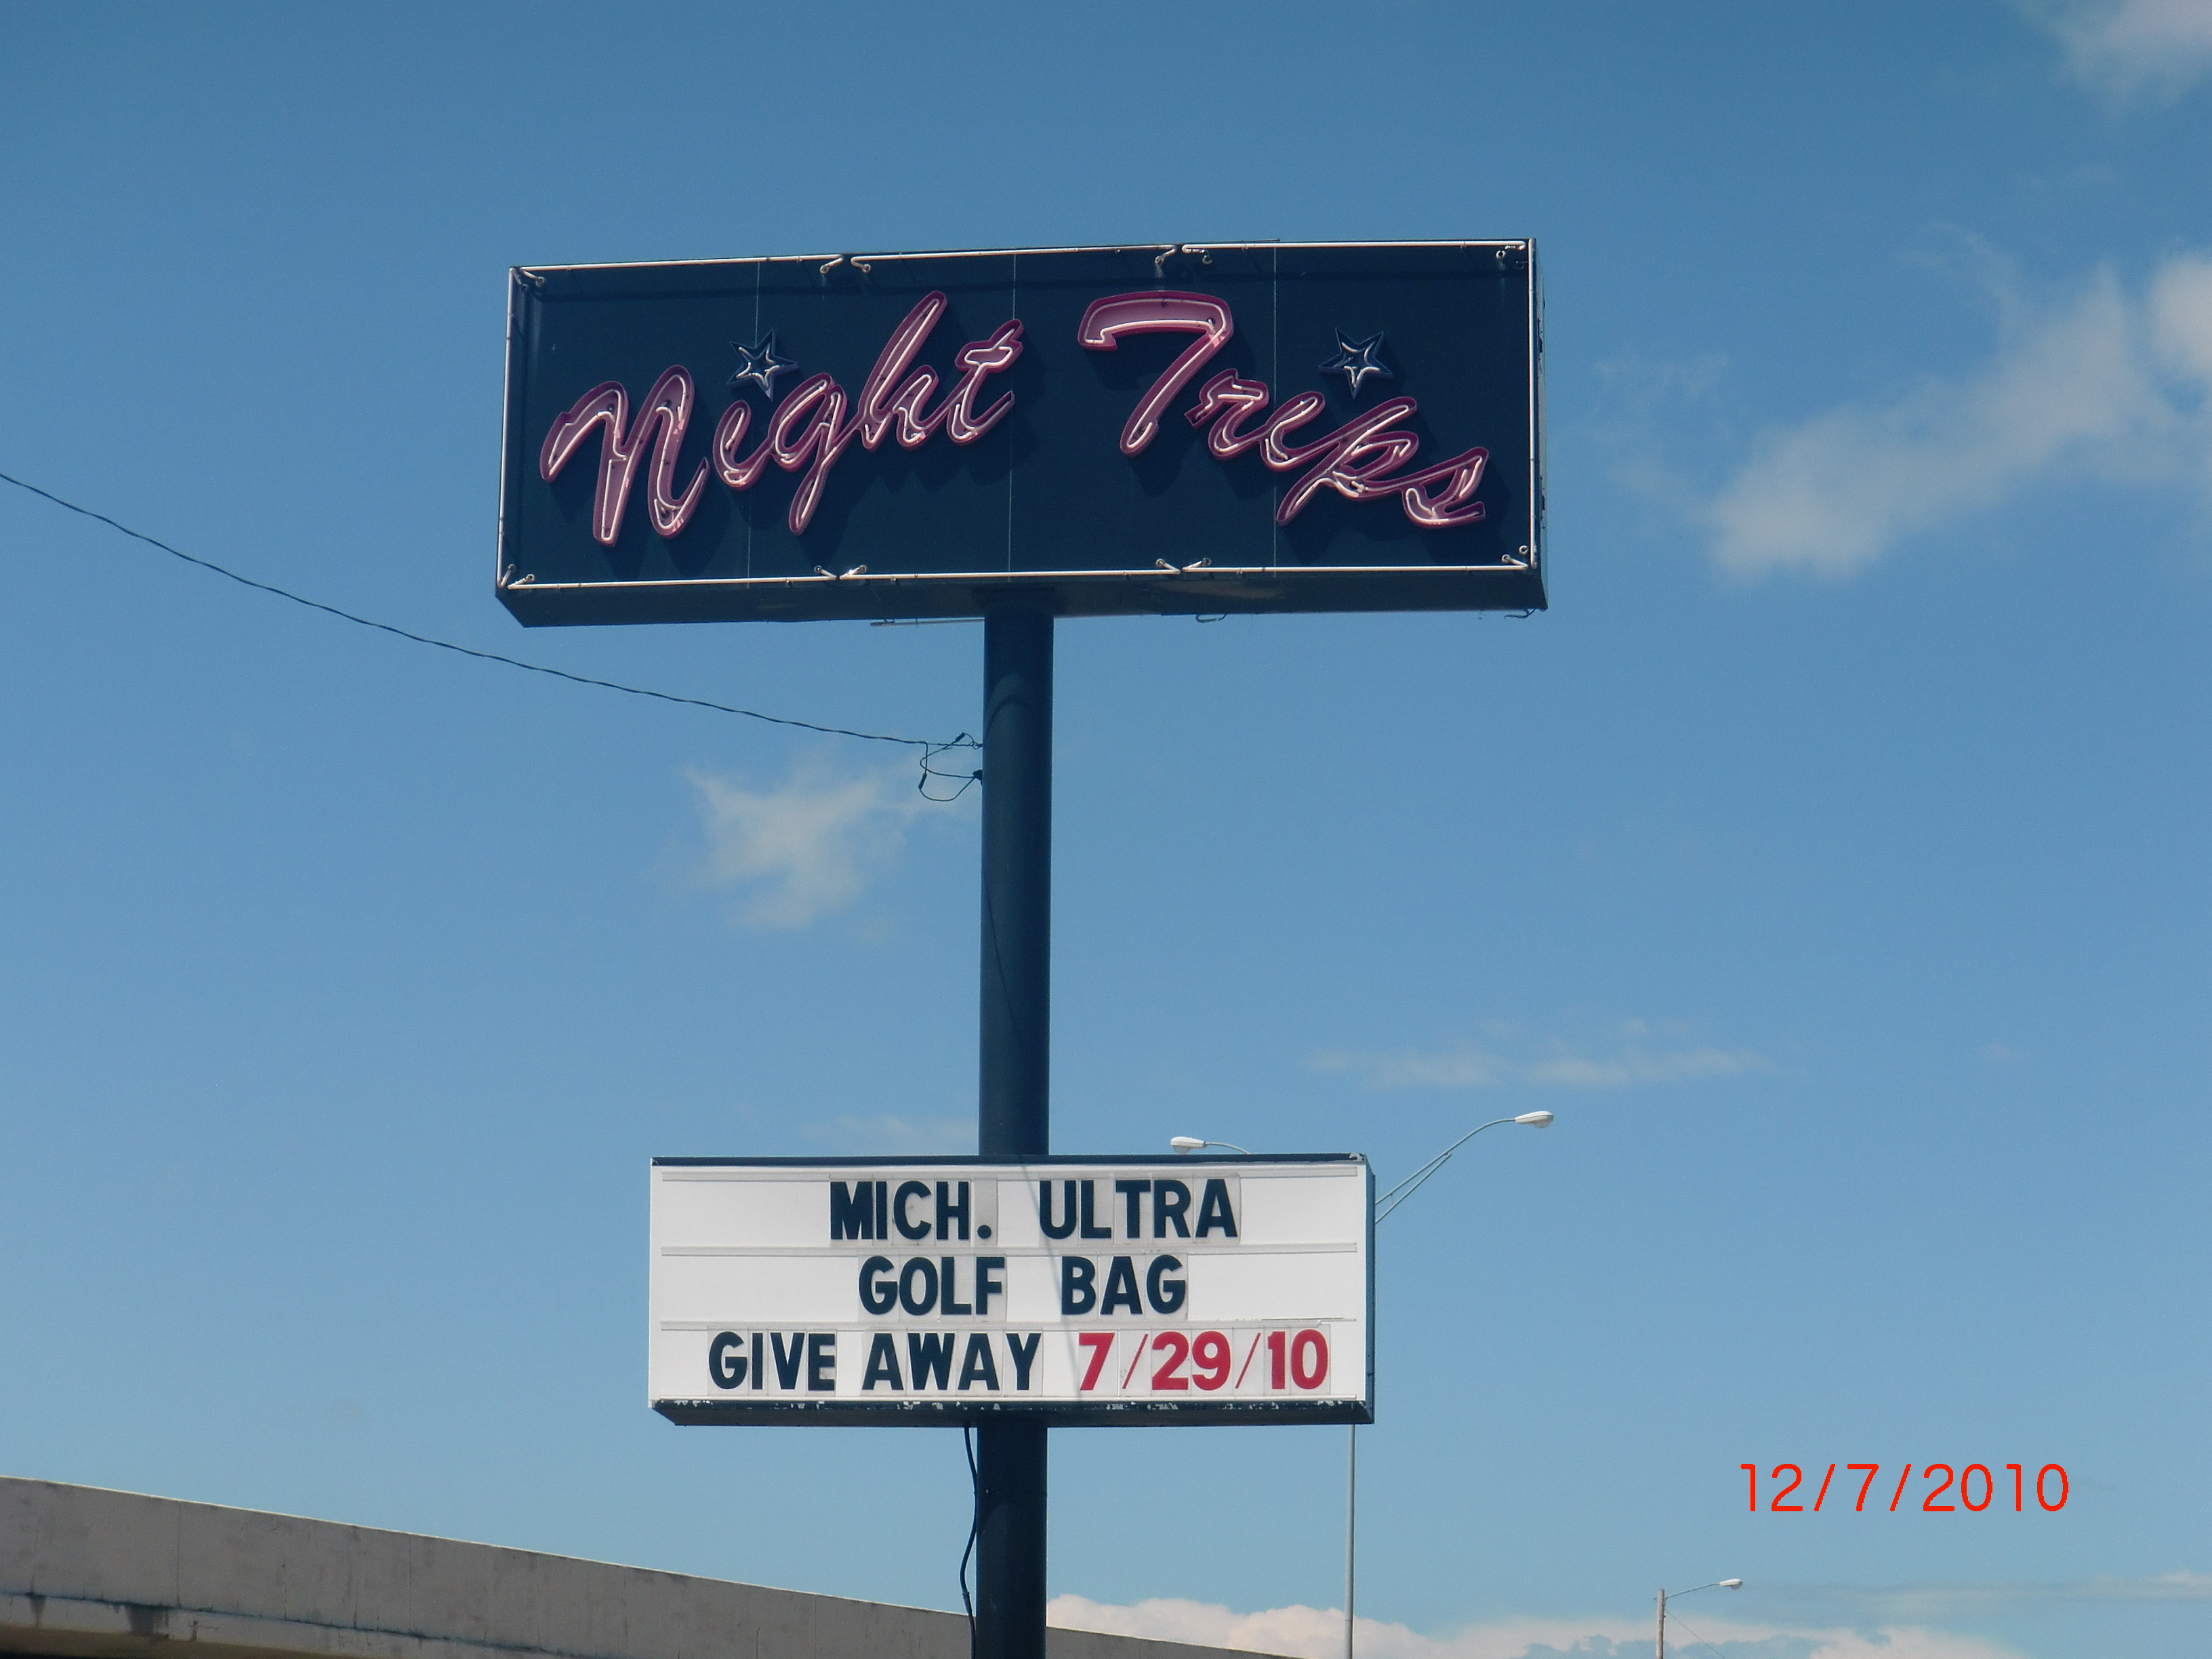 Night Trips
MICH. ULTRA
GOLF BAG
GIVE AWAY 7/29/10
12/7/2010